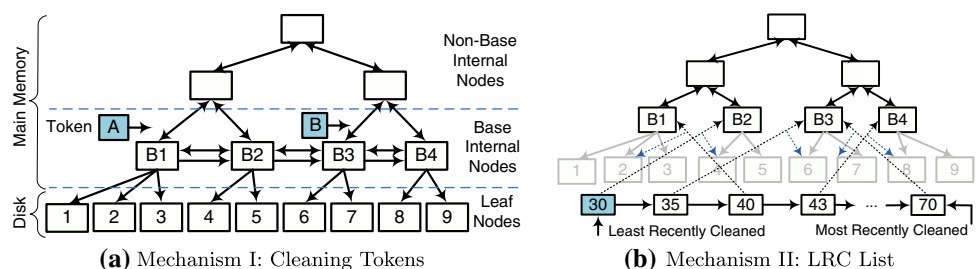 Main Memory
Disk
Non-Base
Internal
Nodes
Token A B
Base
Internal
Nodes
B1 B2 B3 B4
Leaf
Nodes
1 2 3 4 5 6 7 8 9
(a) Mechanism I: Cleaning Tokens
B1 B2 B3 B4
1 2 3 4 5 6 7 8 9
30 35 40 43 ... 70
Least Recently Cleaned Most Recently Cleaned
(b) Mechanism II: LRC List